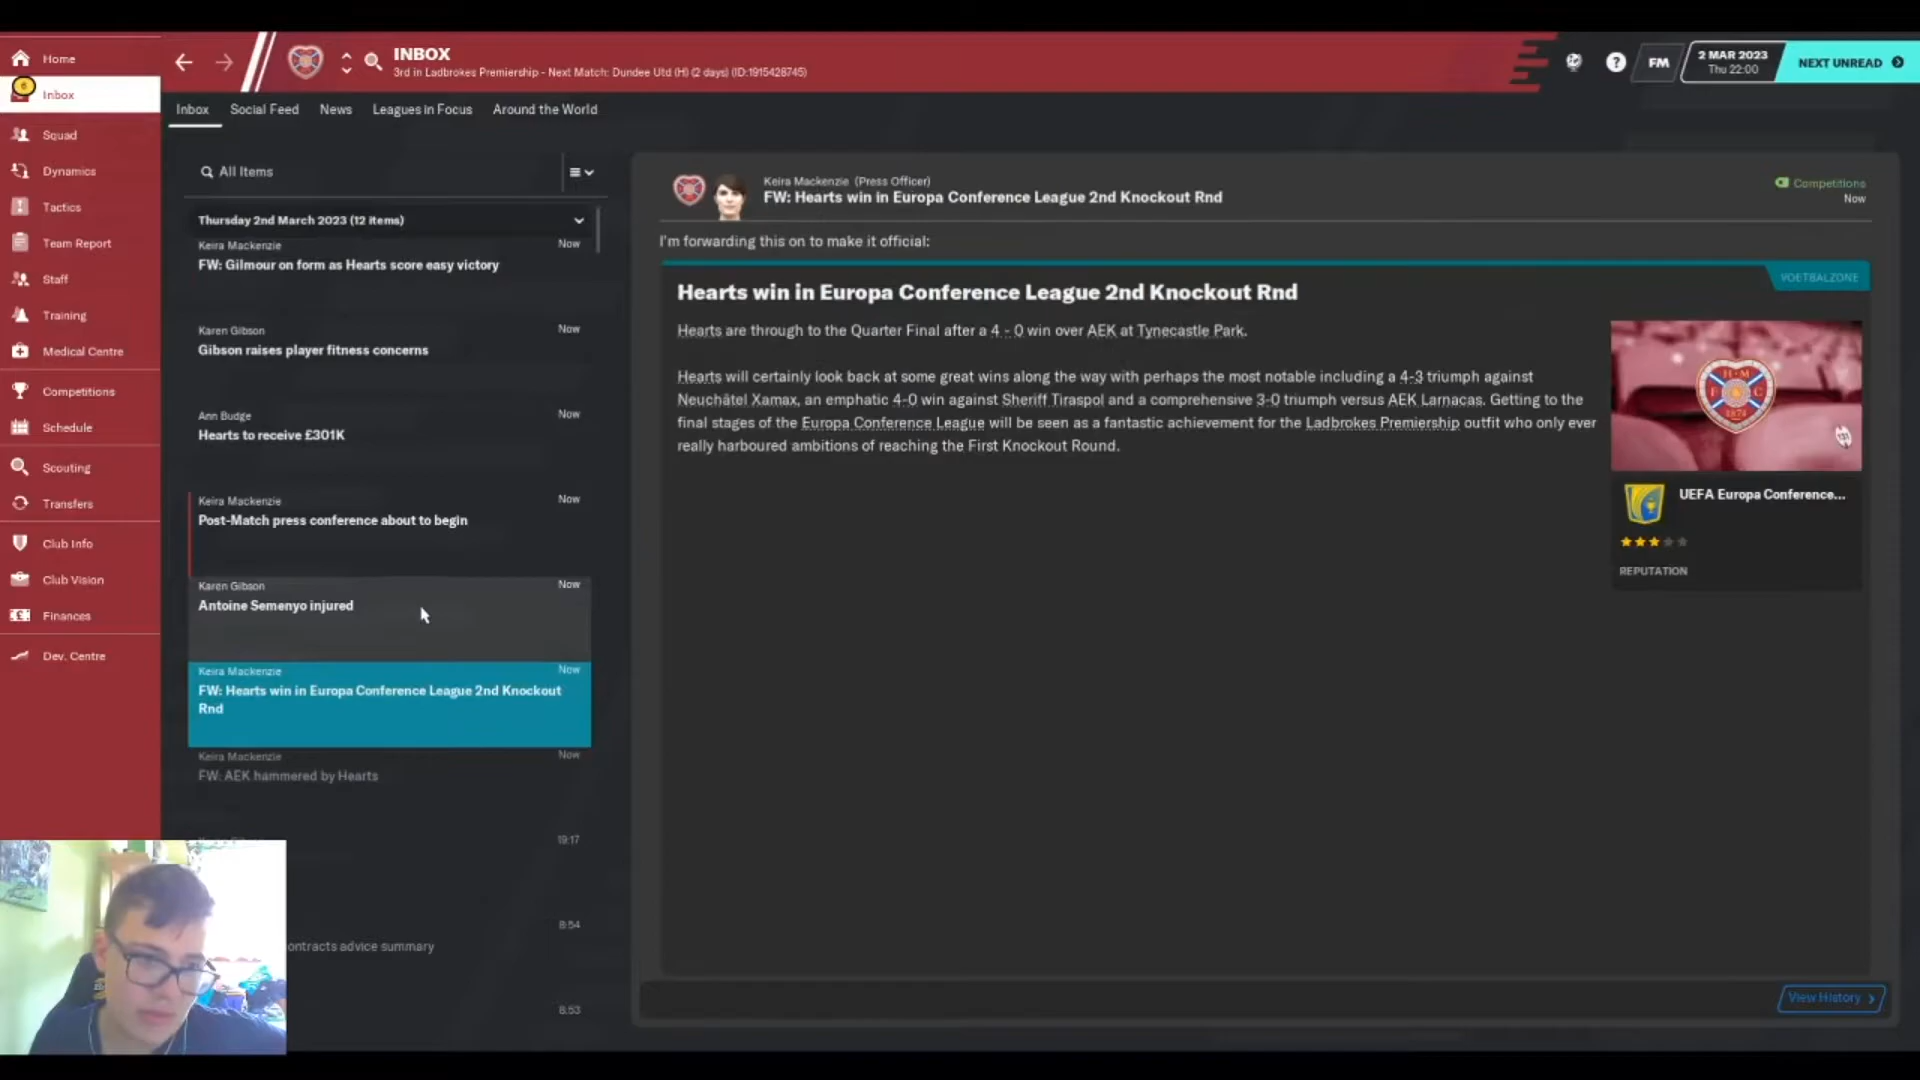 Home
Inbox
6
Squad
Dynamics
Tactics
Team Report
Staff
Training
Medical Centre
Competitions
Schedule
Scouting
Transfers
Club Info
Club Vision
Finances
Dev. Centre
INBOX
3rd in Ladbrokes Premiership - Next Match: Dundee Utd (H) (2 days) (ID:1915428745)
FM
2 MAR 2023
Thu 22:00
NEXT UNREAD
Inbox Social Feed News Leagues in Focus Around the World
All Items
Thursday 2nd March 2023 (12 items)
Keira Mackenzie Now
FW: Gilmour on form as Hearts score easy victory
Karen Gibson Now
Gibson raises player fitness concerns
Ann Budge Now
Hearts to receive £301K
Keira Mackenzie Now
Post-Match press conference about to begin
Karen Gibson Now
Antoine Semenyo injured
Keira Mackenzie Now
FW: Hearts win in Europa Conference League 2nd Knockout
Rnd
Keira Mackenzie Now
FW: AEK hammered by Hearts
19:17
8:54
ontracts advice summary
8:53
Keira Mackenzie (Press Officer)
FW: Hearts win in Europa Conference League 2nd Knockout Rnd
Competitions
Now
I'm forwarding this on to make it official:
VOETBALZONE
Hearts win in Europa Conference League 2nd Knockout Rnd
Hearts are through to the Quarter Final after a 4 - 0 win over AEK at Tynecastle Park.
Hearts will certainly look back at some great wins along the way with perhaps the most notable including a 4-3 triumph against
Neuchâtel Xamax, an emphatic 4-0 win against Sheriff Tiraspol and a comprehensive 3-0 triumph versus AEK Larnacas. Getting to the
final stages of the Europa Conference League will be seen as a fantastic achievement for the Ladbrokes Premiership outfit who only ever
really harboured ambitions of reaching the First Knockout Round.
H M
F C
1874
UEFA Europa Conference...
REPUTATION
View History